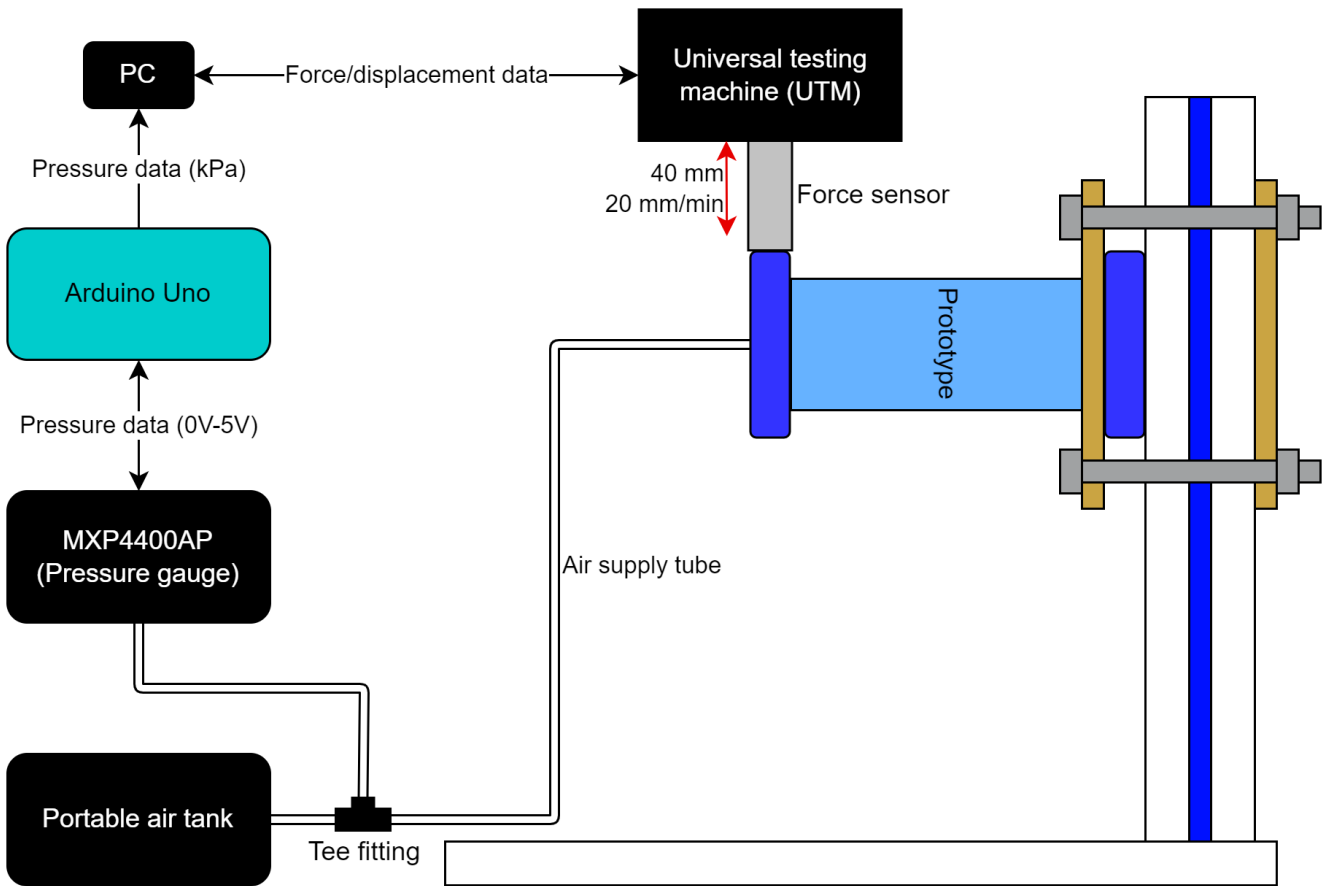 PC
Force/displacement data
Universal testing
machine (UTM)
Pressure data (kPa)
40 mm
20 mm/min
Force sensor
Arduino Uno
Prototype
Pressure data (0V-5V)
MXP4400AP
(Pressure gauge)
Air supply tube
Portable air tank
Tee fitting